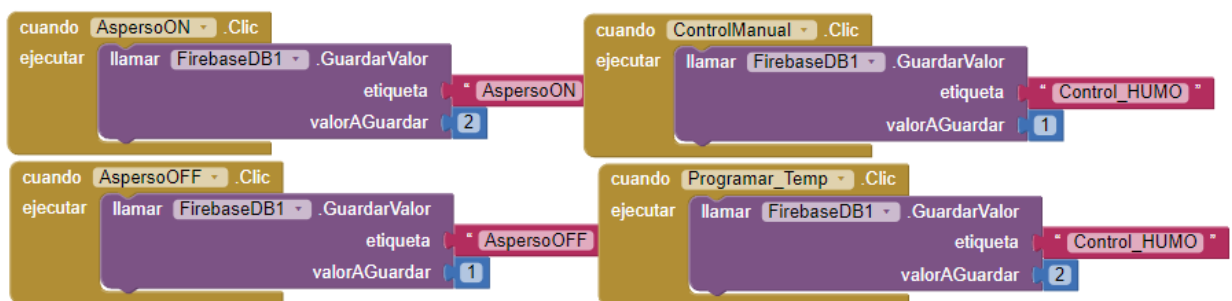 cuando AspersoON .Clic
ejecutar llamar FirebaseDB1 .GuardarValor
etiqueta " AspersoON
valorAGuardar 2
cuando ControlManual .Clic
ejecutar llamar FirebaseDB1 .GuardarValor
etiqueta " Control_HUMO "
valorAGuardar 1
cuando AspersoOFF .Clic
ejecutar llamar FirebaseDB1 .GuardarValor
etiqueta " AspersoOFF
valorAGuardar 1
cuando Programar_Temp .Clic
ejecutar llamar FirebaseDB1 .GuardarValor
etiqueta " Control_HUMO "
valorAGuardar 2